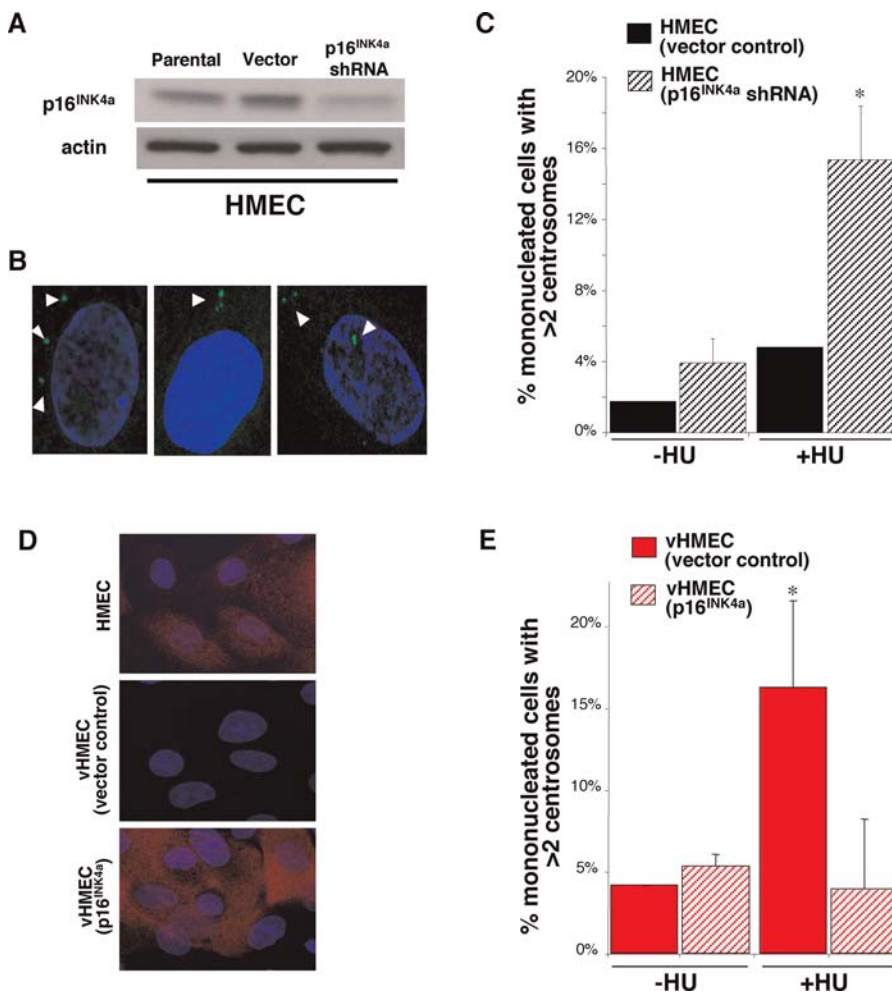 A
Parental Vector p16INK4a shRNA
p16INK4a
actin
HMEC
B
C
HMEC
(vector control)
HMEC
(p16INK4a shRNA)
% mononucleated cells with
>2 centrosomes
20%
16%
12%
8%
4%
0%
*
-HU
+HU
D
HMEC
vHMEC
(vector control)
vHMEC
(p16INK4a)
E
vHMEC
(vector control)
vHMEC
(p16INK4a)
% mononucleated cells with
>2 centrosomes
20%
15%
10%
5%
0%
*
-HU
+HU